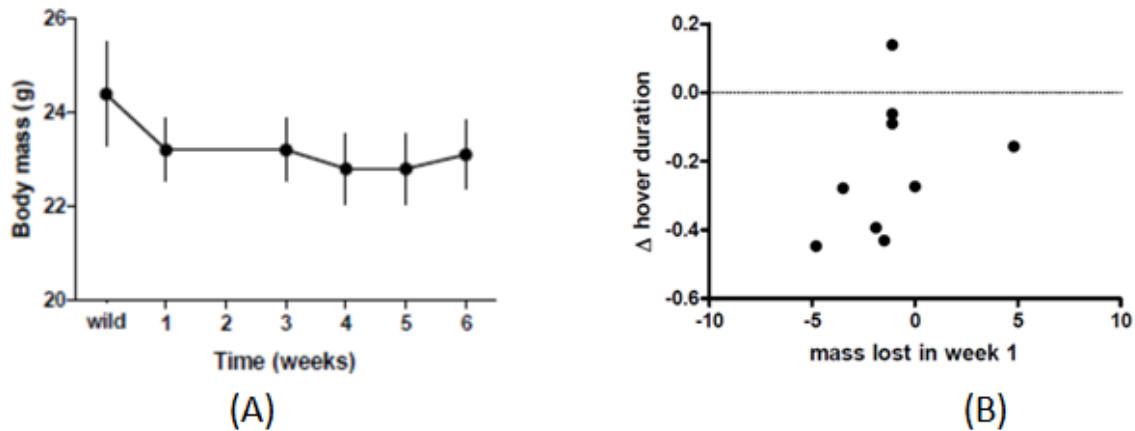 26
24
22
20
Body mass (g)
wild 1 2 3 4 5 6
Time (weeks)
(A)
0.2
0.0
-0.2
-0.4
-0.6
Δ hover duration
-10 -5 0 5 10
mass lost in week 1
(B)